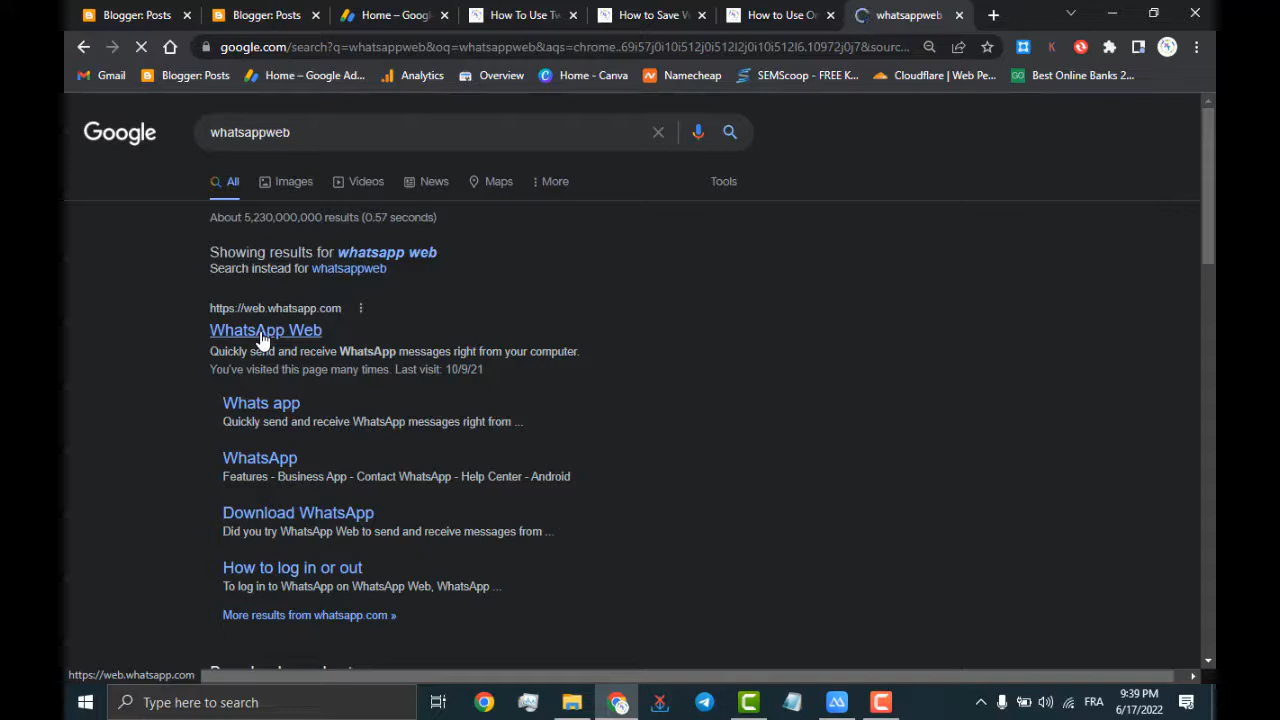 Blogger: Posts
Blogger: Posts
Home – Googl
How To Use Tw
How to Save W
How to Use On
whatsappweb
google.com/search?q=whatsappweb&oq=whatsappweb&aqs=chrome..69i57j0i10i512j0i512l2j0i10i512l6.10972j0j7&sourc...
Gmail
Blogger: Posts
Home – Google Ad...
Analytics
Overview
Home - Canva
Namecheap
SEMScoop - FREE K...
Cloudflare | Web Pe...
GO
Best Online Banks 2...
Google
whatsappweb
All
Images
Videos
News
Maps
More
Tools
About 5,230,000,000 results (0.57 seconds)
Showing results for whatsapp web
Search instead for whatsappweb
https://web.whatsapp.com
WhatsApp Web
Quickly send and receive WhatsApp messages right from your computer.
You've visited this page many times. Last visit: 10/9/21
Whats app
Quickly send and receive WhatsApp messages right from ...
WhatsApp
Features - Business App - Contact WhatsApp - Help Center - Android
Download WhatsApp
Did you try WhatsApp Web to send and receive messages from ...
How to log in or out
To log in to WhatsApp on WhatsApp Web, WhatsApp ...
More results from whatsapp.com »
https://web.whatsapp.com
Type here to search
FRA
9:39 PM
6/17/2022